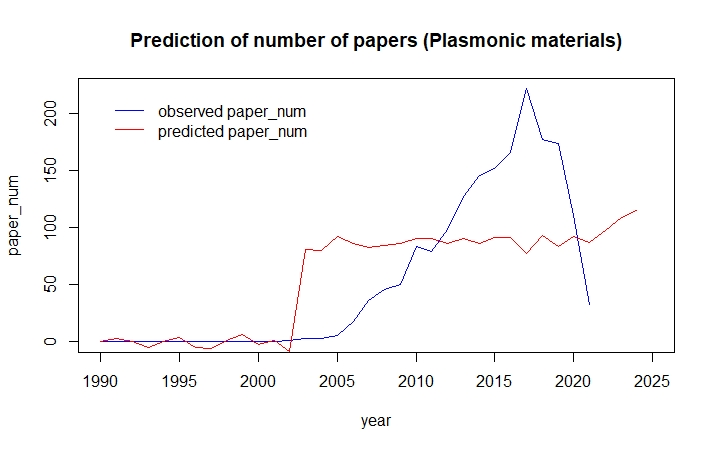 Prediction of number of papers (Plasmonic materials)
observed paper_num
predicted paper_num
paper_num
200
150
100
50
0
1990 1995 2000 2005 2010 2015 2020 2025
year